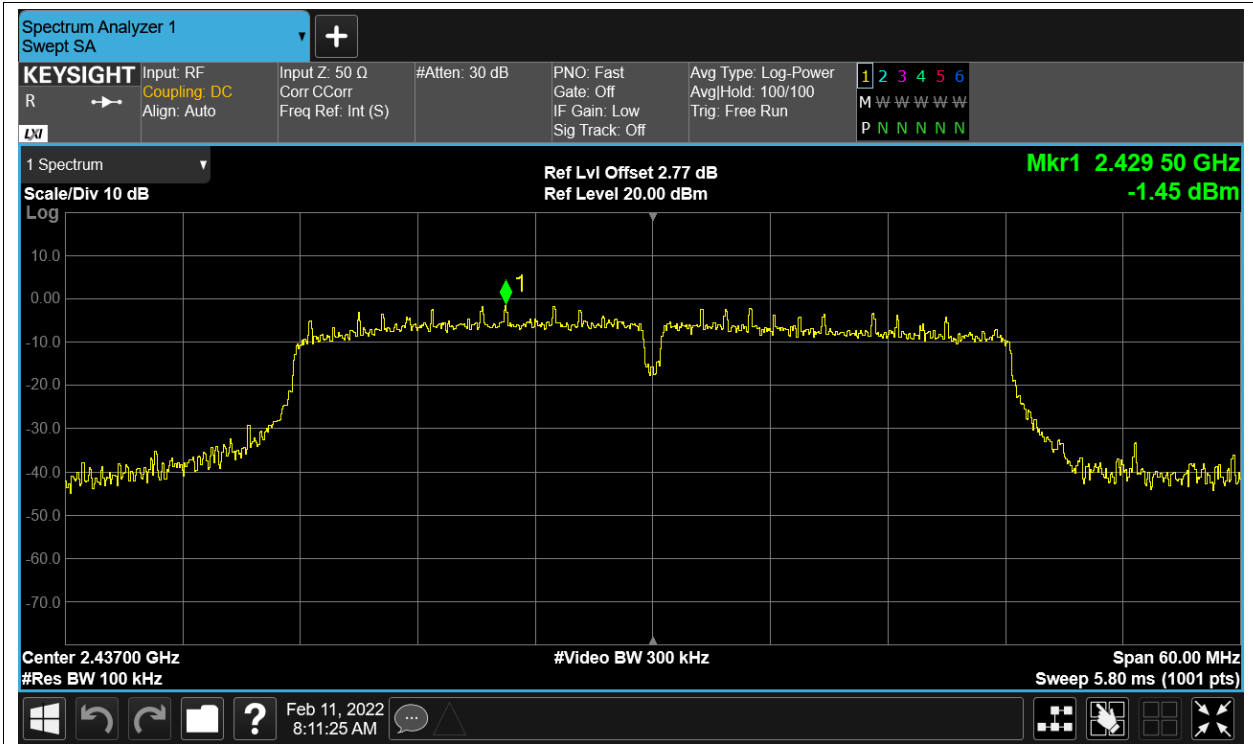 Spectrum Analyzer 1
Swept SA
KEYSIGHT
R
LXI
Input: RF
Coupling: DC
Align: Auto
Input Z: 50 Ω
Corr CCorr
Freq Ref: Int (S)
#Atten: 30 dB
PNO: Fast
Gate: Off
IF Gain: Low
Sig Track: Off
Avg Type: Log-Power
Avg|Hold: 100/100
Trig: Free Run
1 2 3 4 5 6
M W W W W W
P N N N N N
1 Spectrum
Scale/Div 10 dB
Log
Ref Lvl Offset 2.77 dB
Ref Level 20.00 dBm
Mkr1 2.429 50 GHz
-1.45 dBm
10.0
0.00
-10.0
-20.0
-30.0
-40.0
-50.0
-60.0
-70.0
1
Center 2.43700 GHz
#Res BW 100 kHz
#Video BW 300 kHz
Span 60.00 MHz
Sweep 5.80 ms (1001 pts)
?
Feb 11, 2022
8:11:25 AM